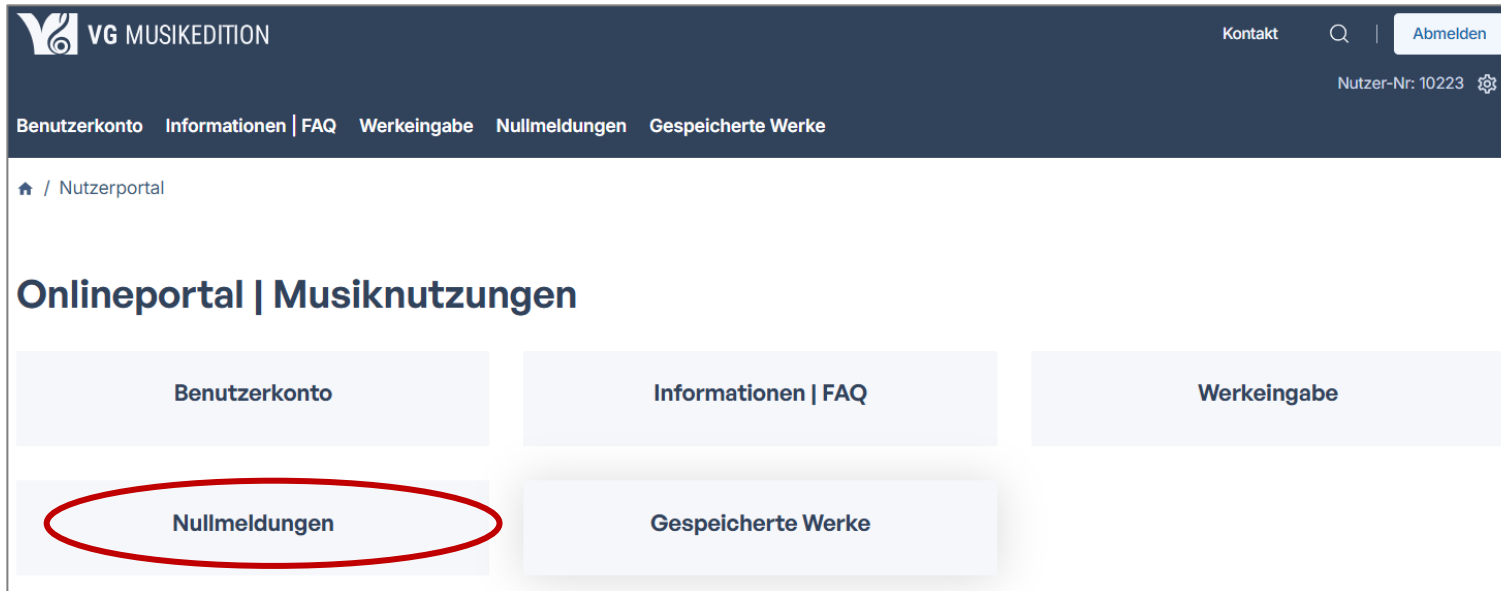 VG MUSIKEDITION
Kontakt | Abmelden
Nutzer-Nr: 10223
Benutzerkonto Informationen | FAQ Werkeingabe Nullmeldungen Gespeicherte Werke
/ Nutzerportal
Onlineportal | Musiknutzungen
Benutzerkonto Informationen | FAQ Werkeingabe
Nullmeldungen Gespeicherte Werke